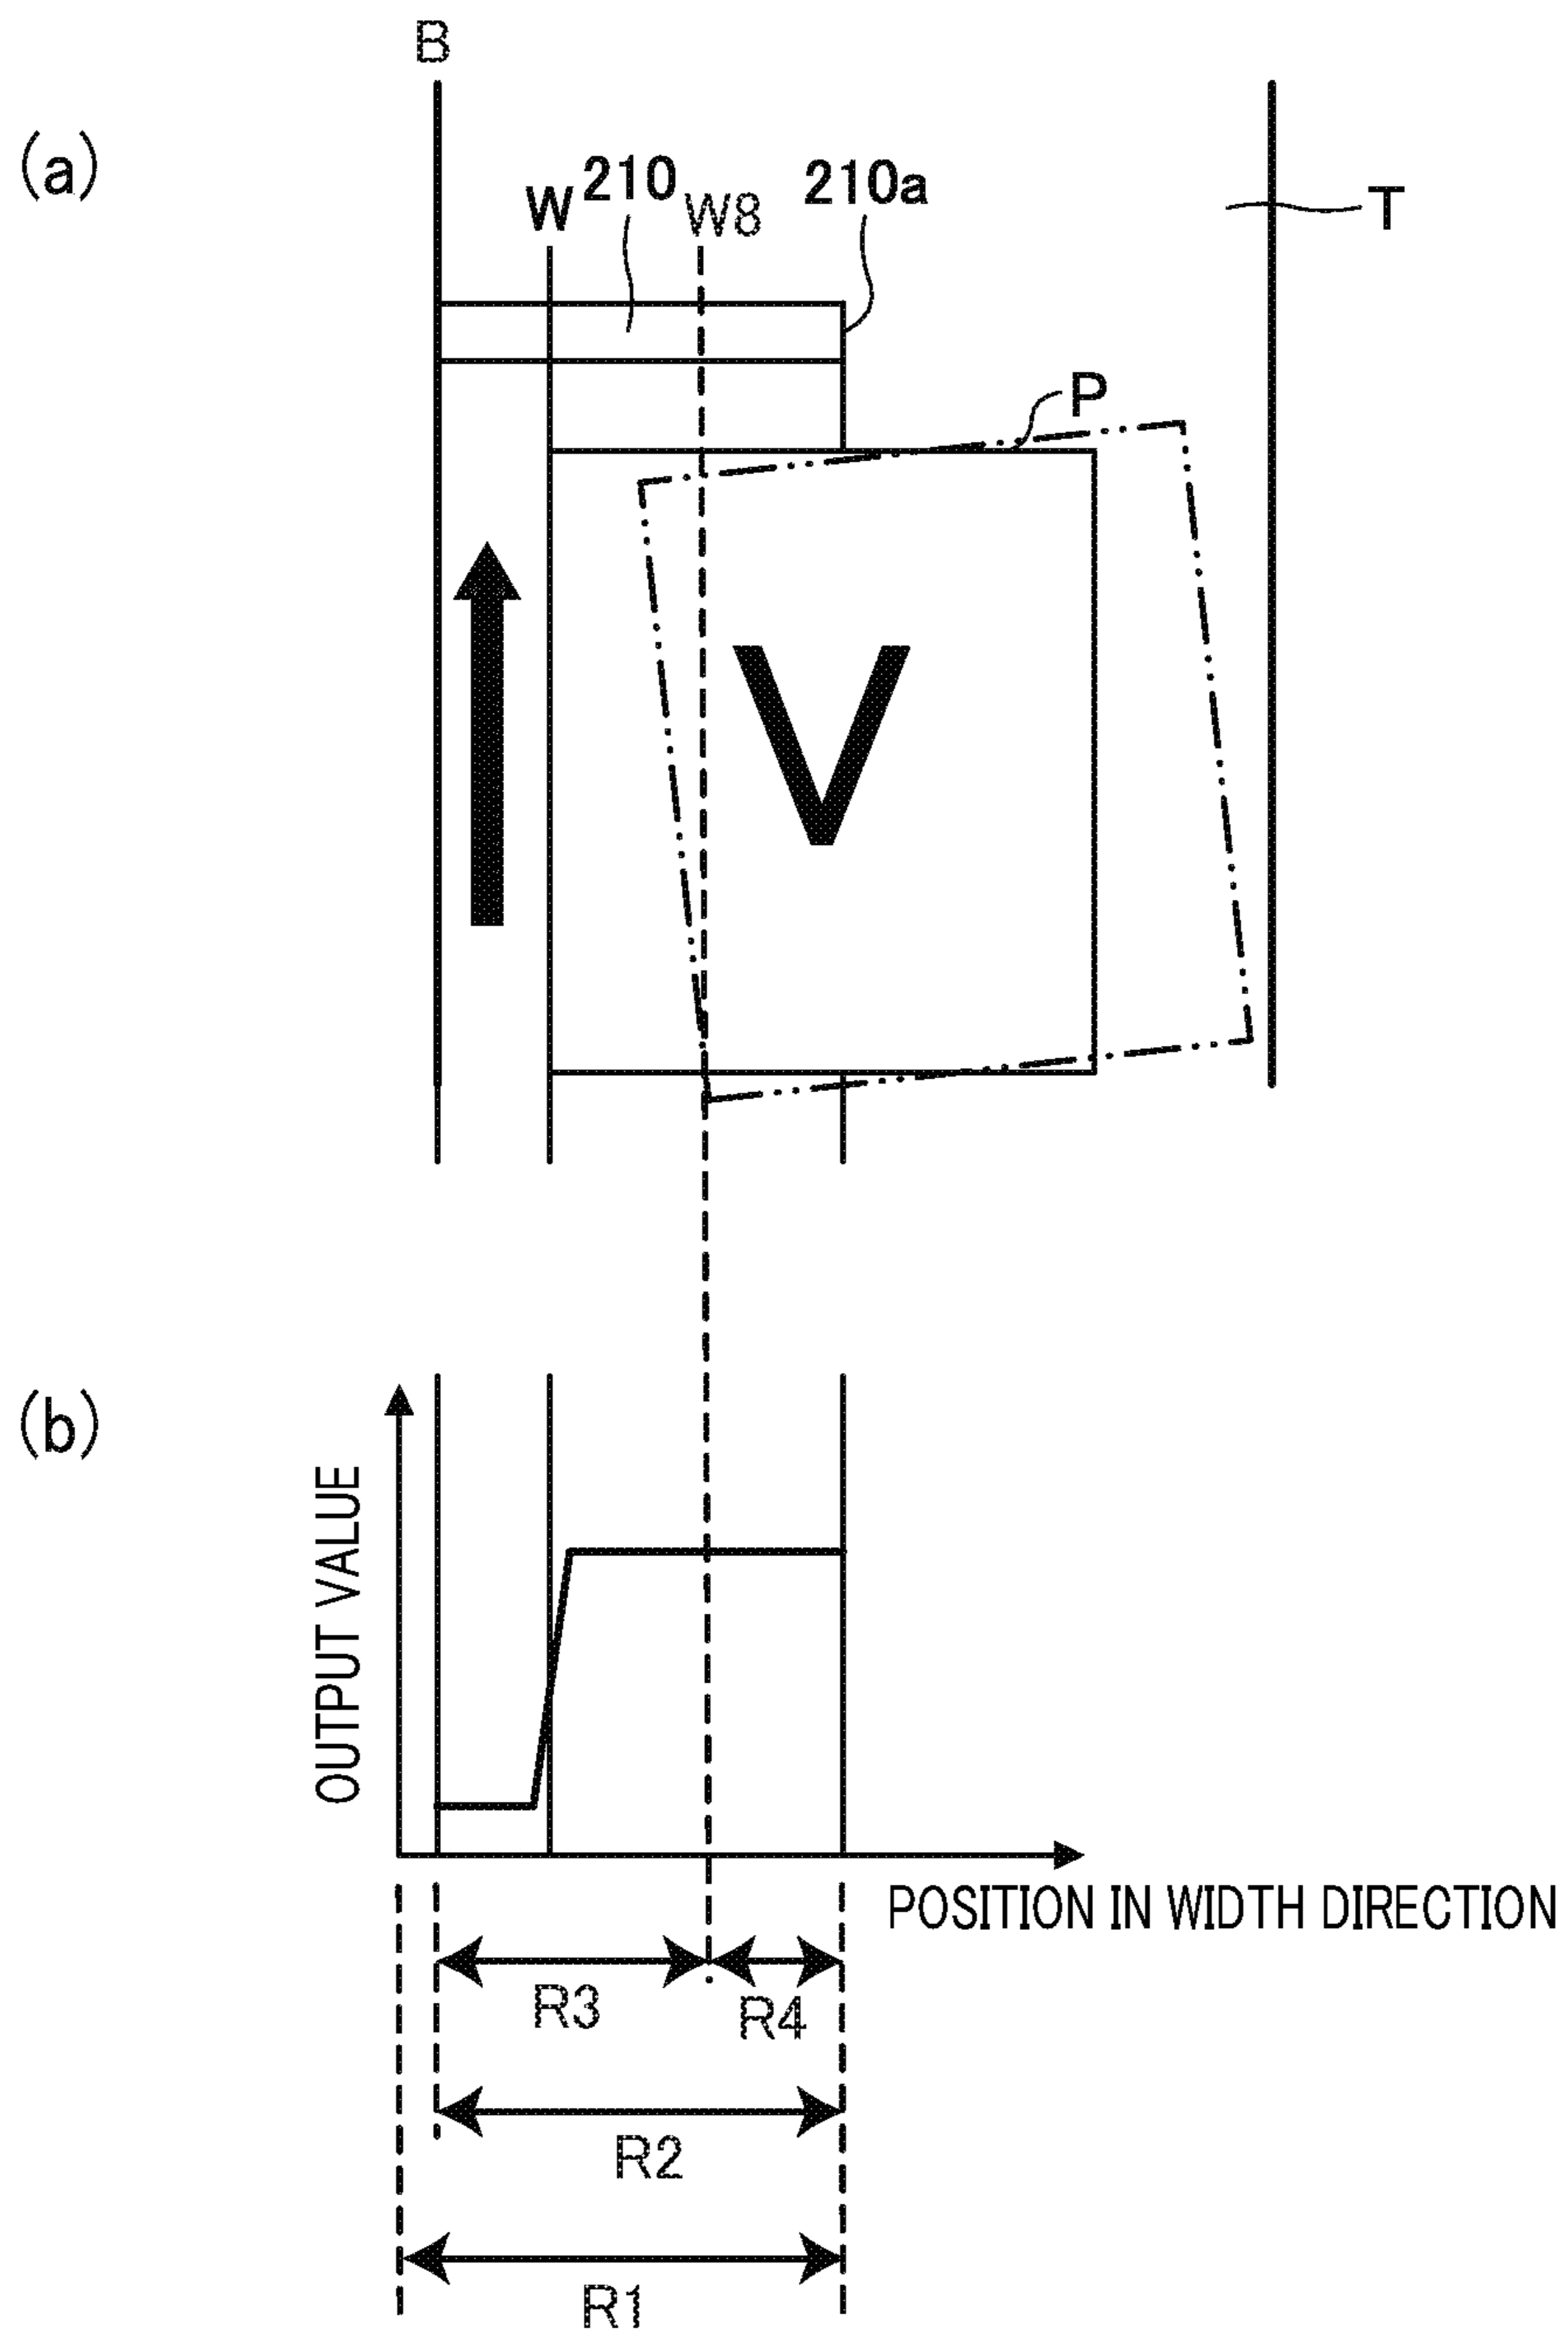 B
(a)
W 210 W8 210a T
P
V
(b)
OUTPUT VALUE
POSITION IN WIDTH DIRECTION
R3 R4
R2
R1